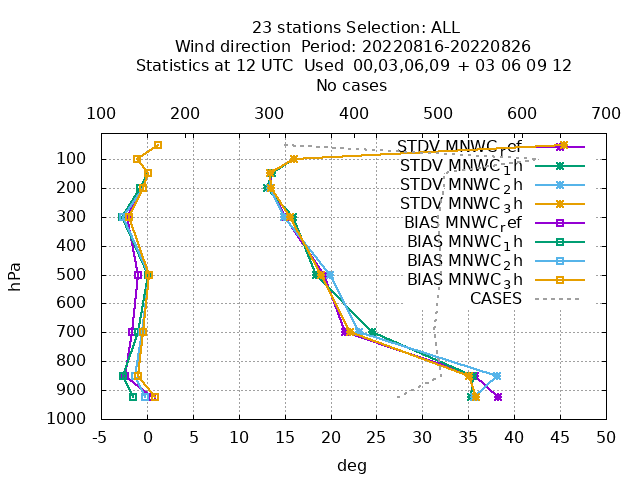 23 stations Selection: ALL
Wind direction  Period: 20220816-20220826
Statistics at 12 UTC  Used  00,03,06,09 + 03 06 09 12
No cases
100 200 300 400 500 600 700
STDV MNWC_ref
STDV MNWC_1h
STDV MNWC_2h
STDV MNWC_3h
BIAS MNWC_ref
BIAS MNWC_1h
BIAS MNWC_2h
BIAS MNWC_3h
CASES
100
200
300
400
500
600
700
800
900
1000
hPa
-5 0 5 10 15 20 25 30 35 40 45 50
deg